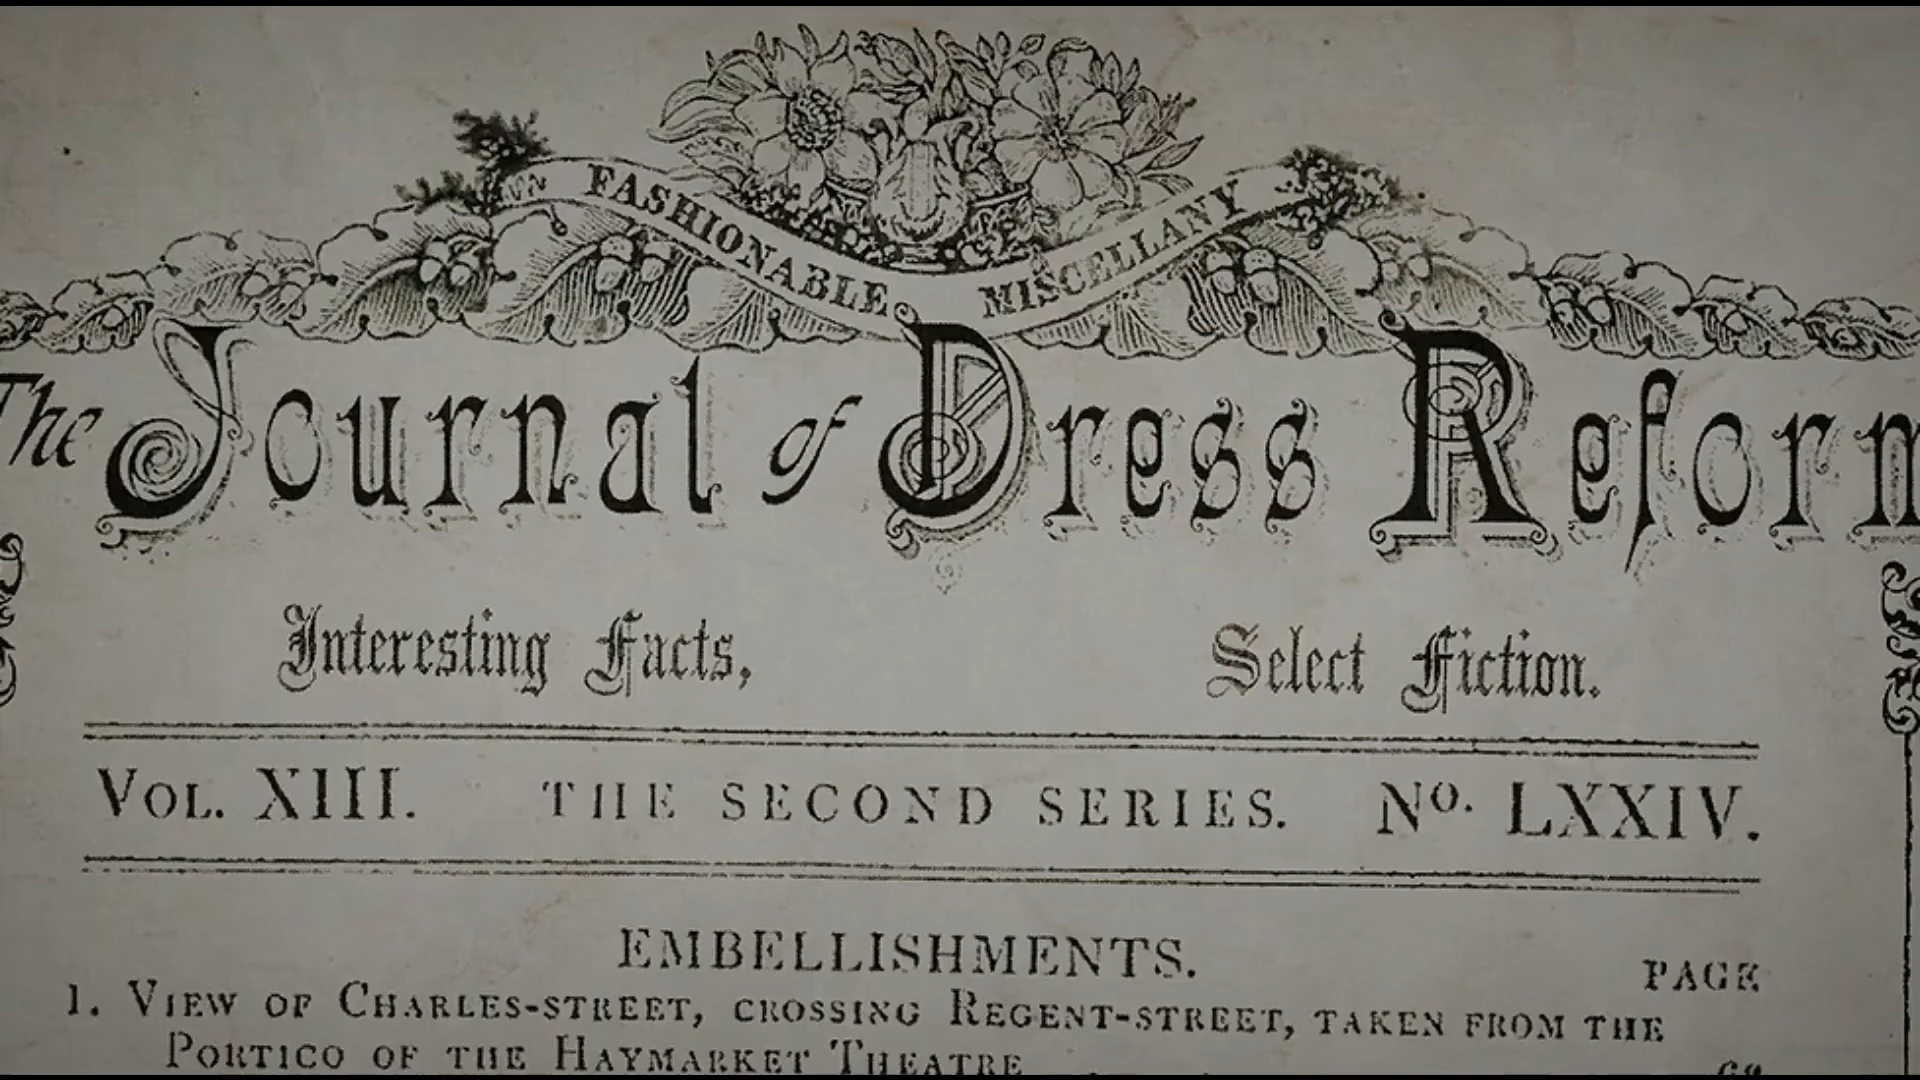 FASHIONABLE MISCELLANY
The Journal of Dress Reform
Interesting Facts, Select Fiction.
VOL. XIII. THE SECOND SERIES. No. LXXIV.
EMBELLISHMENTS.
PAGE
1. VIEW OF CHARLES-STREET, CROSSING REGENT-STREET, TAKEN FROM THE
PORTICO OF THE HAYMARKET THEATRE